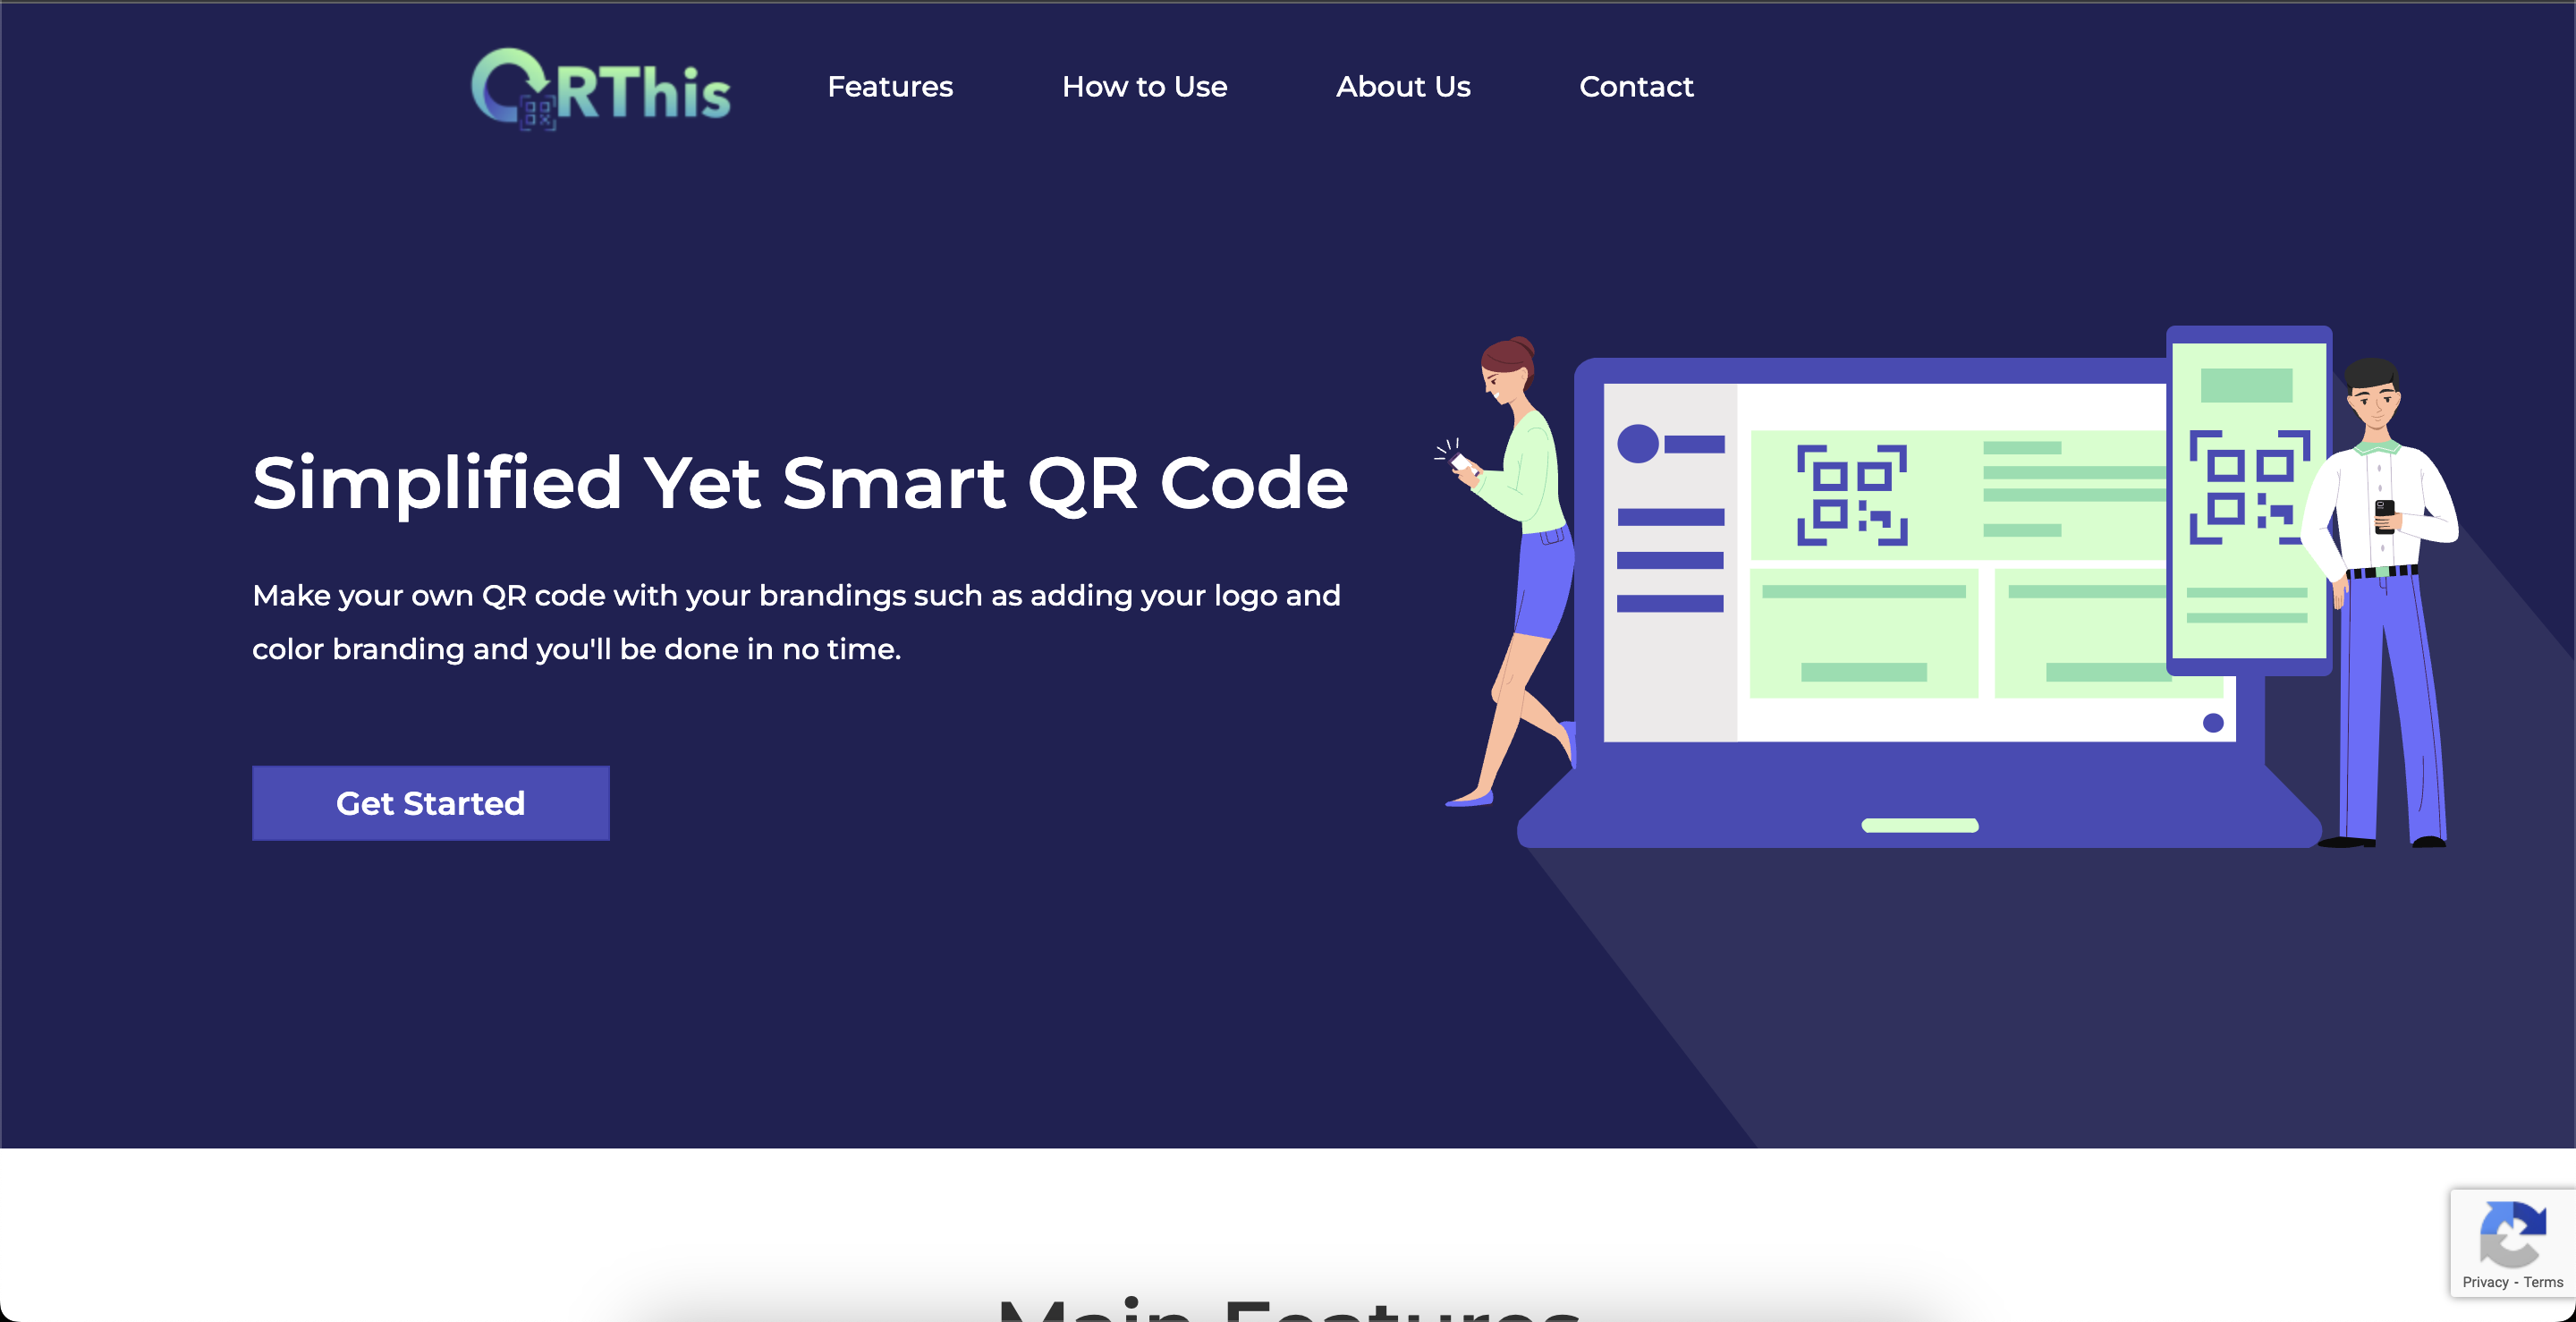 QRThis
Features
How to Use
About Us
Contact
Simplified Yet Smart QR Code
Make your own QR code with your brandings such as adding your logo and
color branding and you'll be done in no time.
Get Started
Main Features
Privacy - Terms